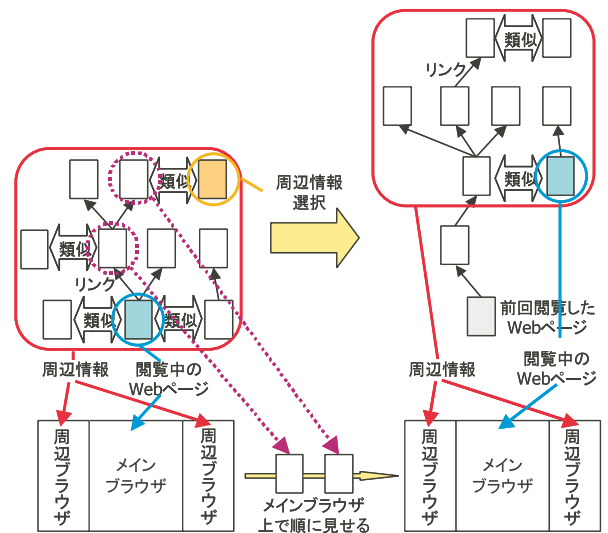 類似
リンク
類似
周辺情報
選択
類似
類似
リンク
類似
類似
前回閲覧した
Webページ
周辺情報
閲覧中の
Webページ
周辺情報
閲覧中の
Webページ
周辺ブラウザ
メイン
ブラウザ
周辺ブラウザ
メインブラウザ
上で順に見せる
周辺ブラウザ
メイン
ブラウザ
周辺ブラウザ